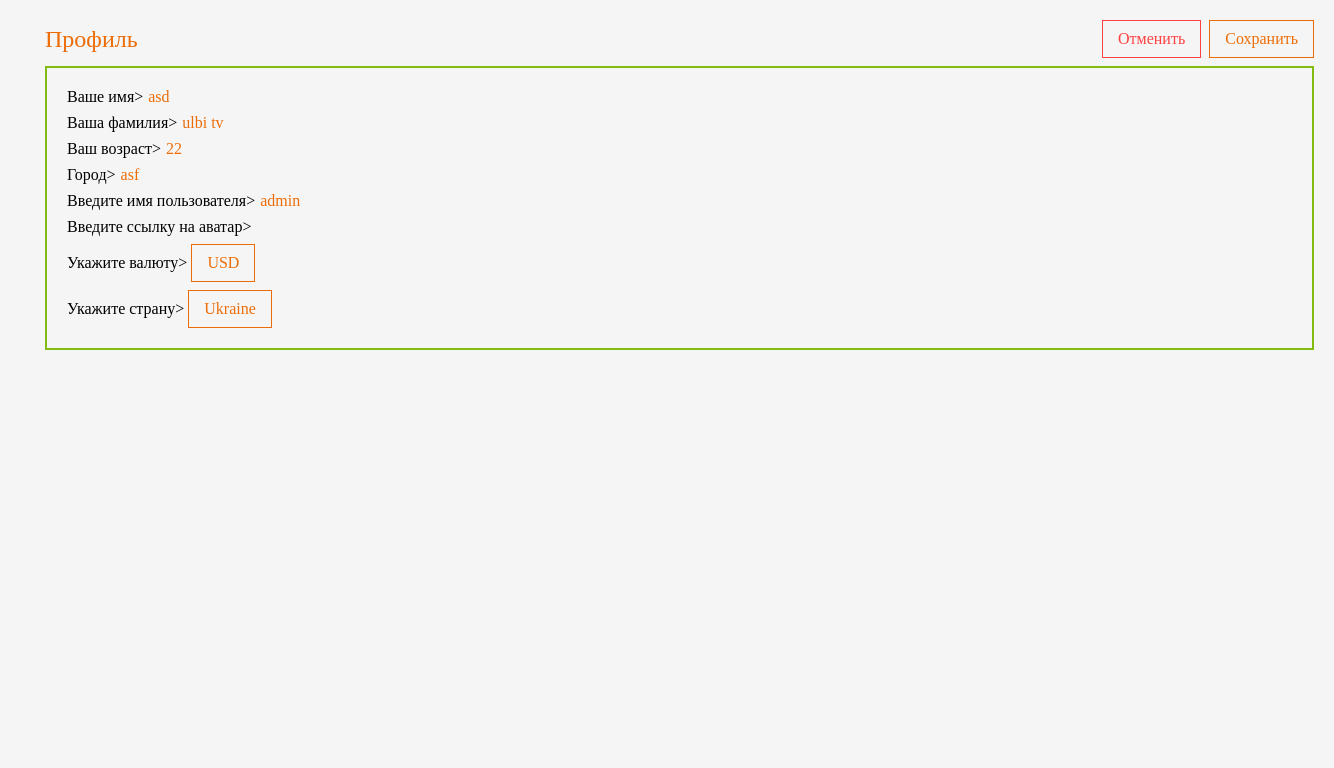 Профиль
Отменить
Сохранить
Ваше имя> asd
Ваша фамилия> ulbi tv
Ваш возраст> 22
Город> asf
Введите имя пользователя> admin
Введите ссылку на аватар>
Укажите валюту> USD
Укажите страну> Ukraine